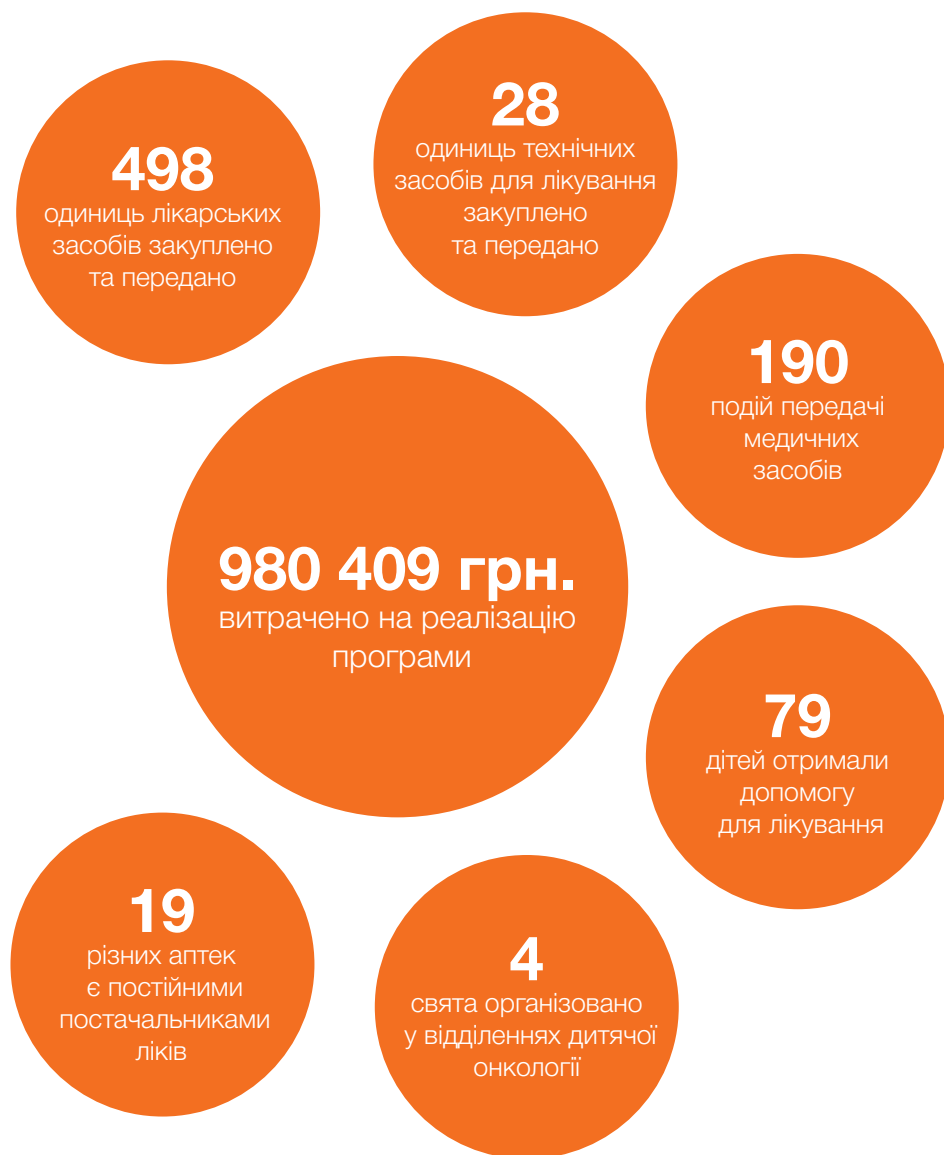 498
одиниць лікарських
засобів закуплено
та передано
28
одиниць технічних
засобів для лікування
закуплено
та передано
190
подій передачі
медичних
засобів
980 409 грн.
витрачено на реалізацію
програми
79
дітей отримали
допомогу
для лікування
19
різних аптек
є постійними
постачальниками
ліків
4
свята організовано
у відділеннях дитячої
онкології